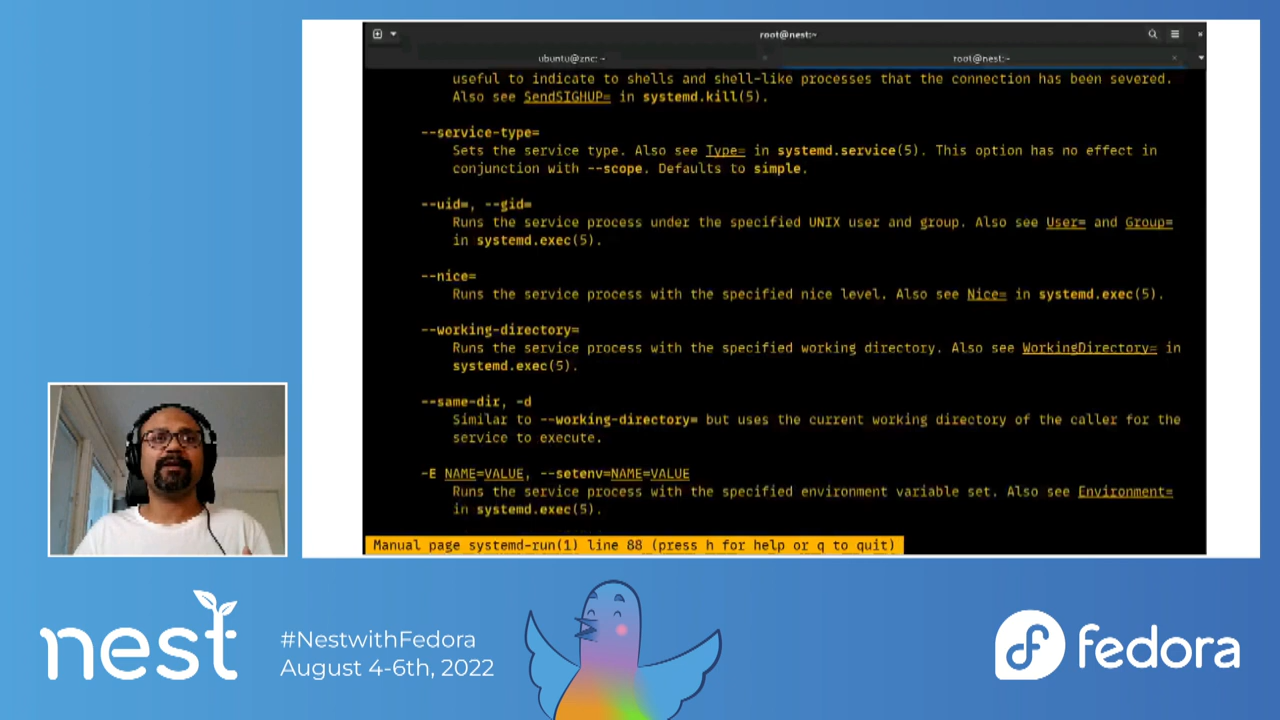 root@nest:~
ubuntu@znc: ~
root@nest:~
useful to indicate to shells and shell-like processes that the connection has been severed.
Also see SendSIGHUP= in systemd.kill(5).
--service-type=
Sets the service type. Also see Type= in systemd.service(5). This option has no effect in
conjunction with --scope. Defaults to simple.
--uid=, --gid=
Runs the service process under the specified UNIX user and group. Also see User= and Group=
in systemd.exec(5).
--nice=
Runs the service process with the specified nice level. Also see Nice= in systemd.exec(5).
--working-directory=
Runs the service process with the specified working directory. Also see WorkingDirectory= in
systemd.exec(5).
--same-dir, -d
Similar to --working-directory= but uses the current working directory of the caller for the
service to execute.
-E NAME=VALUE, --setenv=NAME=VALUE
Runs the service process with the specified environment variable set. Also see Environment=
in systemd.exec(5).
Manual page systemd-run(1) line 88 (press h for help or q to quit)
nest
#NestwithFedora
August 4-6th, 2022
fedora